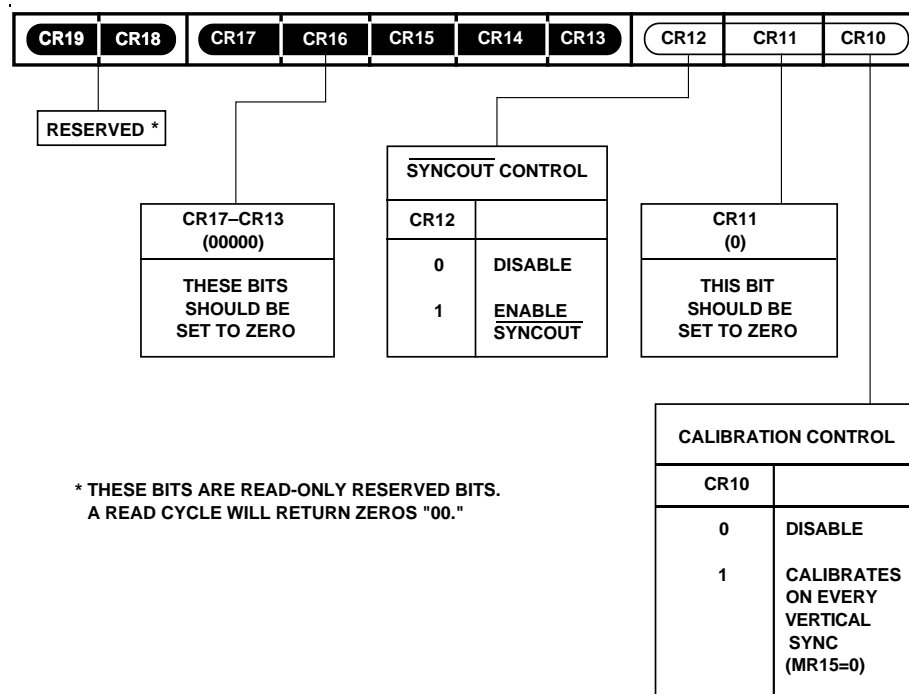 CR19 CR18 CR17 CR16 CR15 CR14 CR13 CR12 CR11 CR10
RESERVED *
SYNCOUT CONTROL
CR12
0 DISABLE
1 ENABLE
SYNCOUT
CR17–CR13
(00000)
THESE BITS
SHOULD BE
SET TO ZERO
CR11
(0)
THIS BIT
SHOULD BE
SET TO ZERO
CALIBRATION CONTROL
CR10
0 DISABLE
1 CALIBRATES
ON EVERY
VERTICAL
SYNC
(MR15=0)
* THESE BITS ARE READ-ONLY RESERVED BITS.
A READ CYCLE WILL RETURN ZEROS "00."